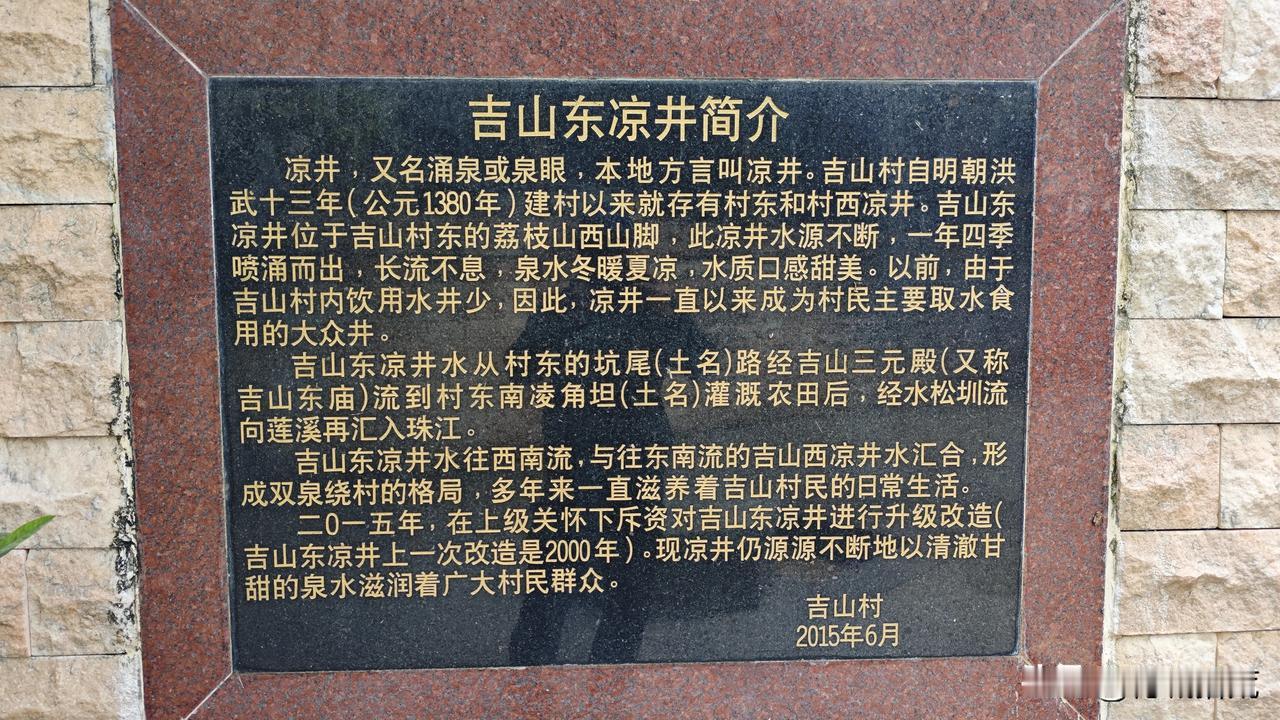 吉山东凉井简介
凉井，又名涌泉或泉眼，本地方言叫凉井。吉山村自明朝洪
武十三年(公元1380年)建村以来就存有村东和村西凉井。吉山东
凉井位于吉山村东的荔枝山西山脚，此凉井水源不断，一年四季
喷涌而出，长流不息，泉水冬暖夏凉，水质口感甜美。以前，由于
吉山村内饮用水井少，因此，凉井一直以来成为村民主要取水食
用的大众井。
吉山东凉井水从村东的坑尾(土名)路经吉山三元殿(又称
吉山东庙)流到村东南凌角坦(土名)灌溉农田后，经水松圳流
向莲溪再汇入珠江。
吉山东凉井水往西南流，与往东南流的吉山西凉井水汇合，形
成双泉绕村的格局，多年来一直滋养着吉山村民的日常生活。
二0一五年，在上级关怀下斥资对吉山东凉井进行升级改造(
吉山东凉井上一次改造是2000年)。现凉井仍源源不断地以清澈甘
甜的泉水滋润着广大村民群众。
吉山村
2015年6月